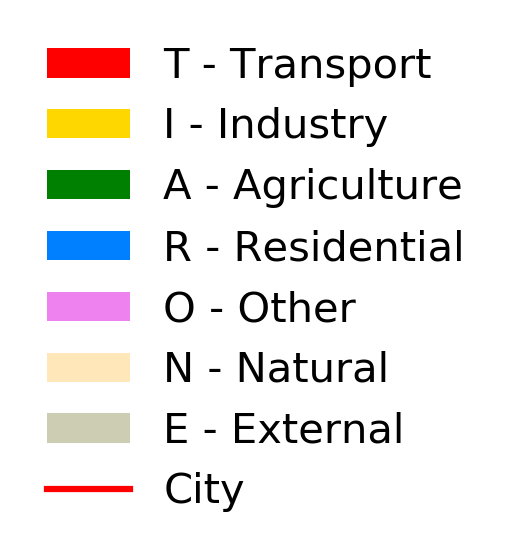 T - Transport
I - Industry
A - Agriculture
R - Residential
O - Other
N - Natural
E - External
City